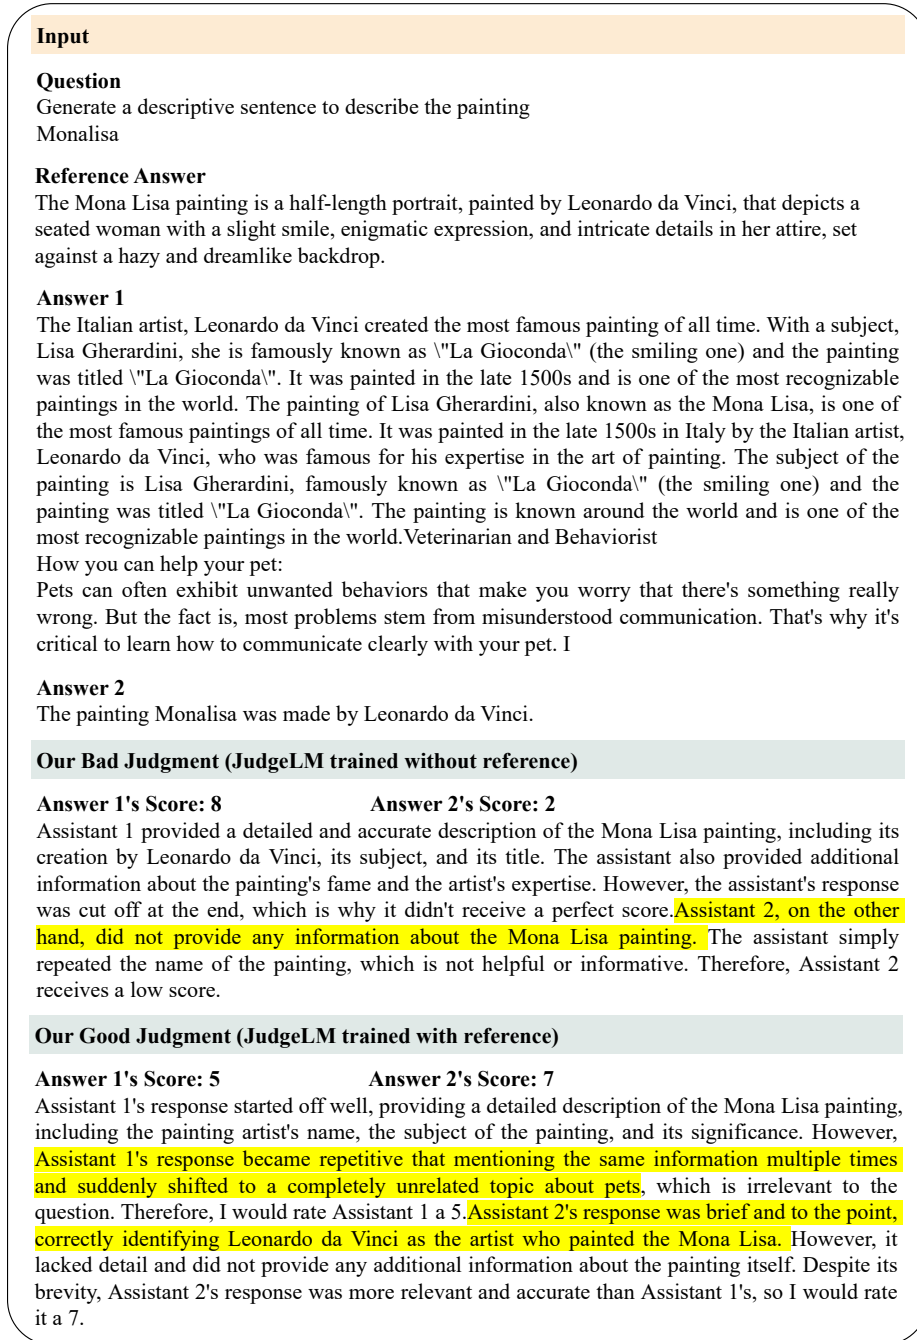 Input
Question
Generate a descriptive sentence to describe the painting
Monalisa
Reference Answer
The Mona Lisa painting is a half-length portrait, painted by Leonardo da Vinci, that depicts a
seated woman with a slight smile, enigmatic expression, and intricate details in her attire, set
against a hazy and dreamlike backdrop.
Answer 1
The Italian artist, Leonardo da Vinci created the most famous painting of all time. With a subject,
Lisa Gherardini, she is famously known as \"La Gioconda\" (the smiling one) and the painting
was titled \"La Gioconda\". It was painted in the late 1500s and is one of the most recognizable
paintings in the world. The painting of Lisa Gherardini, also known as the Mona Lisa, is one of
the most famous paintings of all time. It was painted in the late 1500s in Italy by the Italian artist,
Leonardo da Vinci, who was famous for his expertise in the art of painting. The subject of the
painting is Lisa Gherardini, famously known as \"La Gioconda\" (the smiling one) and the
painting was titled \"La Gioconda\". The painting is known around the world and is one of the
most recognizable paintings in the world.Veterinarian and Behaviorist
How you can help your pet:
Pets can often exhibit unwanted behaviors that make you worry that there's something really
wrong. But the fact is, most problems stem from misunderstood communication. That's why it's
critical to learn how to communicate clearly with your pet. I
Answer 2
The painting Monalisa was made by Leonardo da Vinci.
Our Bad Judgment (JudgeLM trained without reference)
Answer 1's Score: 8 Answer 2's Score: 2
Assistant 1 provided a detailed and accurate description of the Mona Lisa painting, including its
creation by Leonardo da Vinci, its subject, and its title. The assistant also provided additional
information about the painting's fame and the artist's expertise. However, the assistant's response
was cut off at the end, which is why it didn't receive a perfect score.Assistant 2, on the other
hand, did not provide any information about the Mona Lisa painting. The assistant simply
repeated the name of the painting, which is not helpful or informative. Therefore, Assistant 2
receives a low score.
Our Good Judgment (JudgeLM trained with reference)
Answer 1's Score: 5 Answer 2's Score: 7
Assistant 1's response started off well, providing a detailed description of the Mona Lisa painting,
including the painting artist's name, the subject of the painting, and its significance. However,
Assistant 1's response became repetitive that mentioning the same information multiple times
and suddenly shifted to a completely unrelated topic about pets, which is irrelevant to the
question. Therefore, I would rate Assistant 1 a 5.Assistant 2's response was brief and to the point,
correctly identifying Leonardo da Vinci as the artist who painted the Mona Lisa. However, it
lacked detail and did not provide any additional information about the painting itself. Despite its
brevity, Assistant 2's response was more relevant and accurate than Assistant 1's, so I would rate
it a 7.